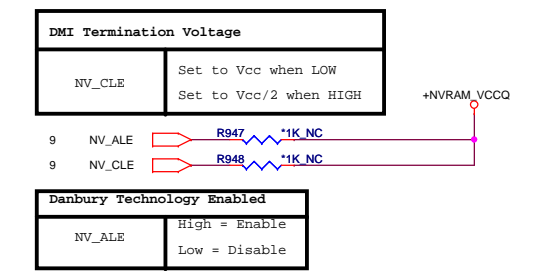 DMI Termination Voltage
NV_CLE
Set to Vcc when LOW
Set to Vcc/2 when HIGH
+NVRAM_VCCQ
9 NV_ALE R947 *1K_NC
9 NV_CLE R948 *1K_NC
Danbury Technology Enabled
NV_ALE
High = Enable
Low = Disable